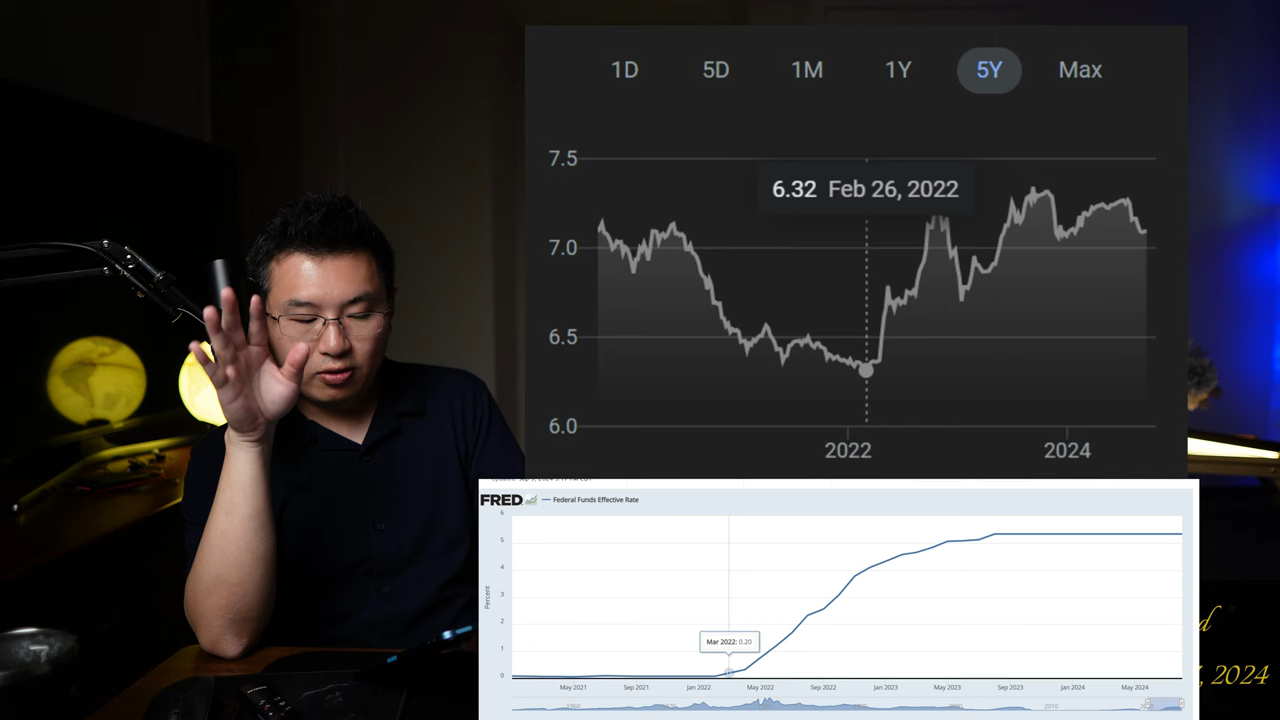 1D 5D 1M 1Y 5Y Max
7.5
6.32 Feb 26, 2022
7.0
6.5
6.0
2022 2024
FRED
Federal Funds Effective Rate
6
5
4
3
2
1
0
Percent
Mar 2022: 0.20
May 2021 Sep 2021 Jan 2022 May 2022 Sep 2022 Jan 2023 May 2023 Sep 2023 Jan 2024 May 2024
2010
d
, 2024